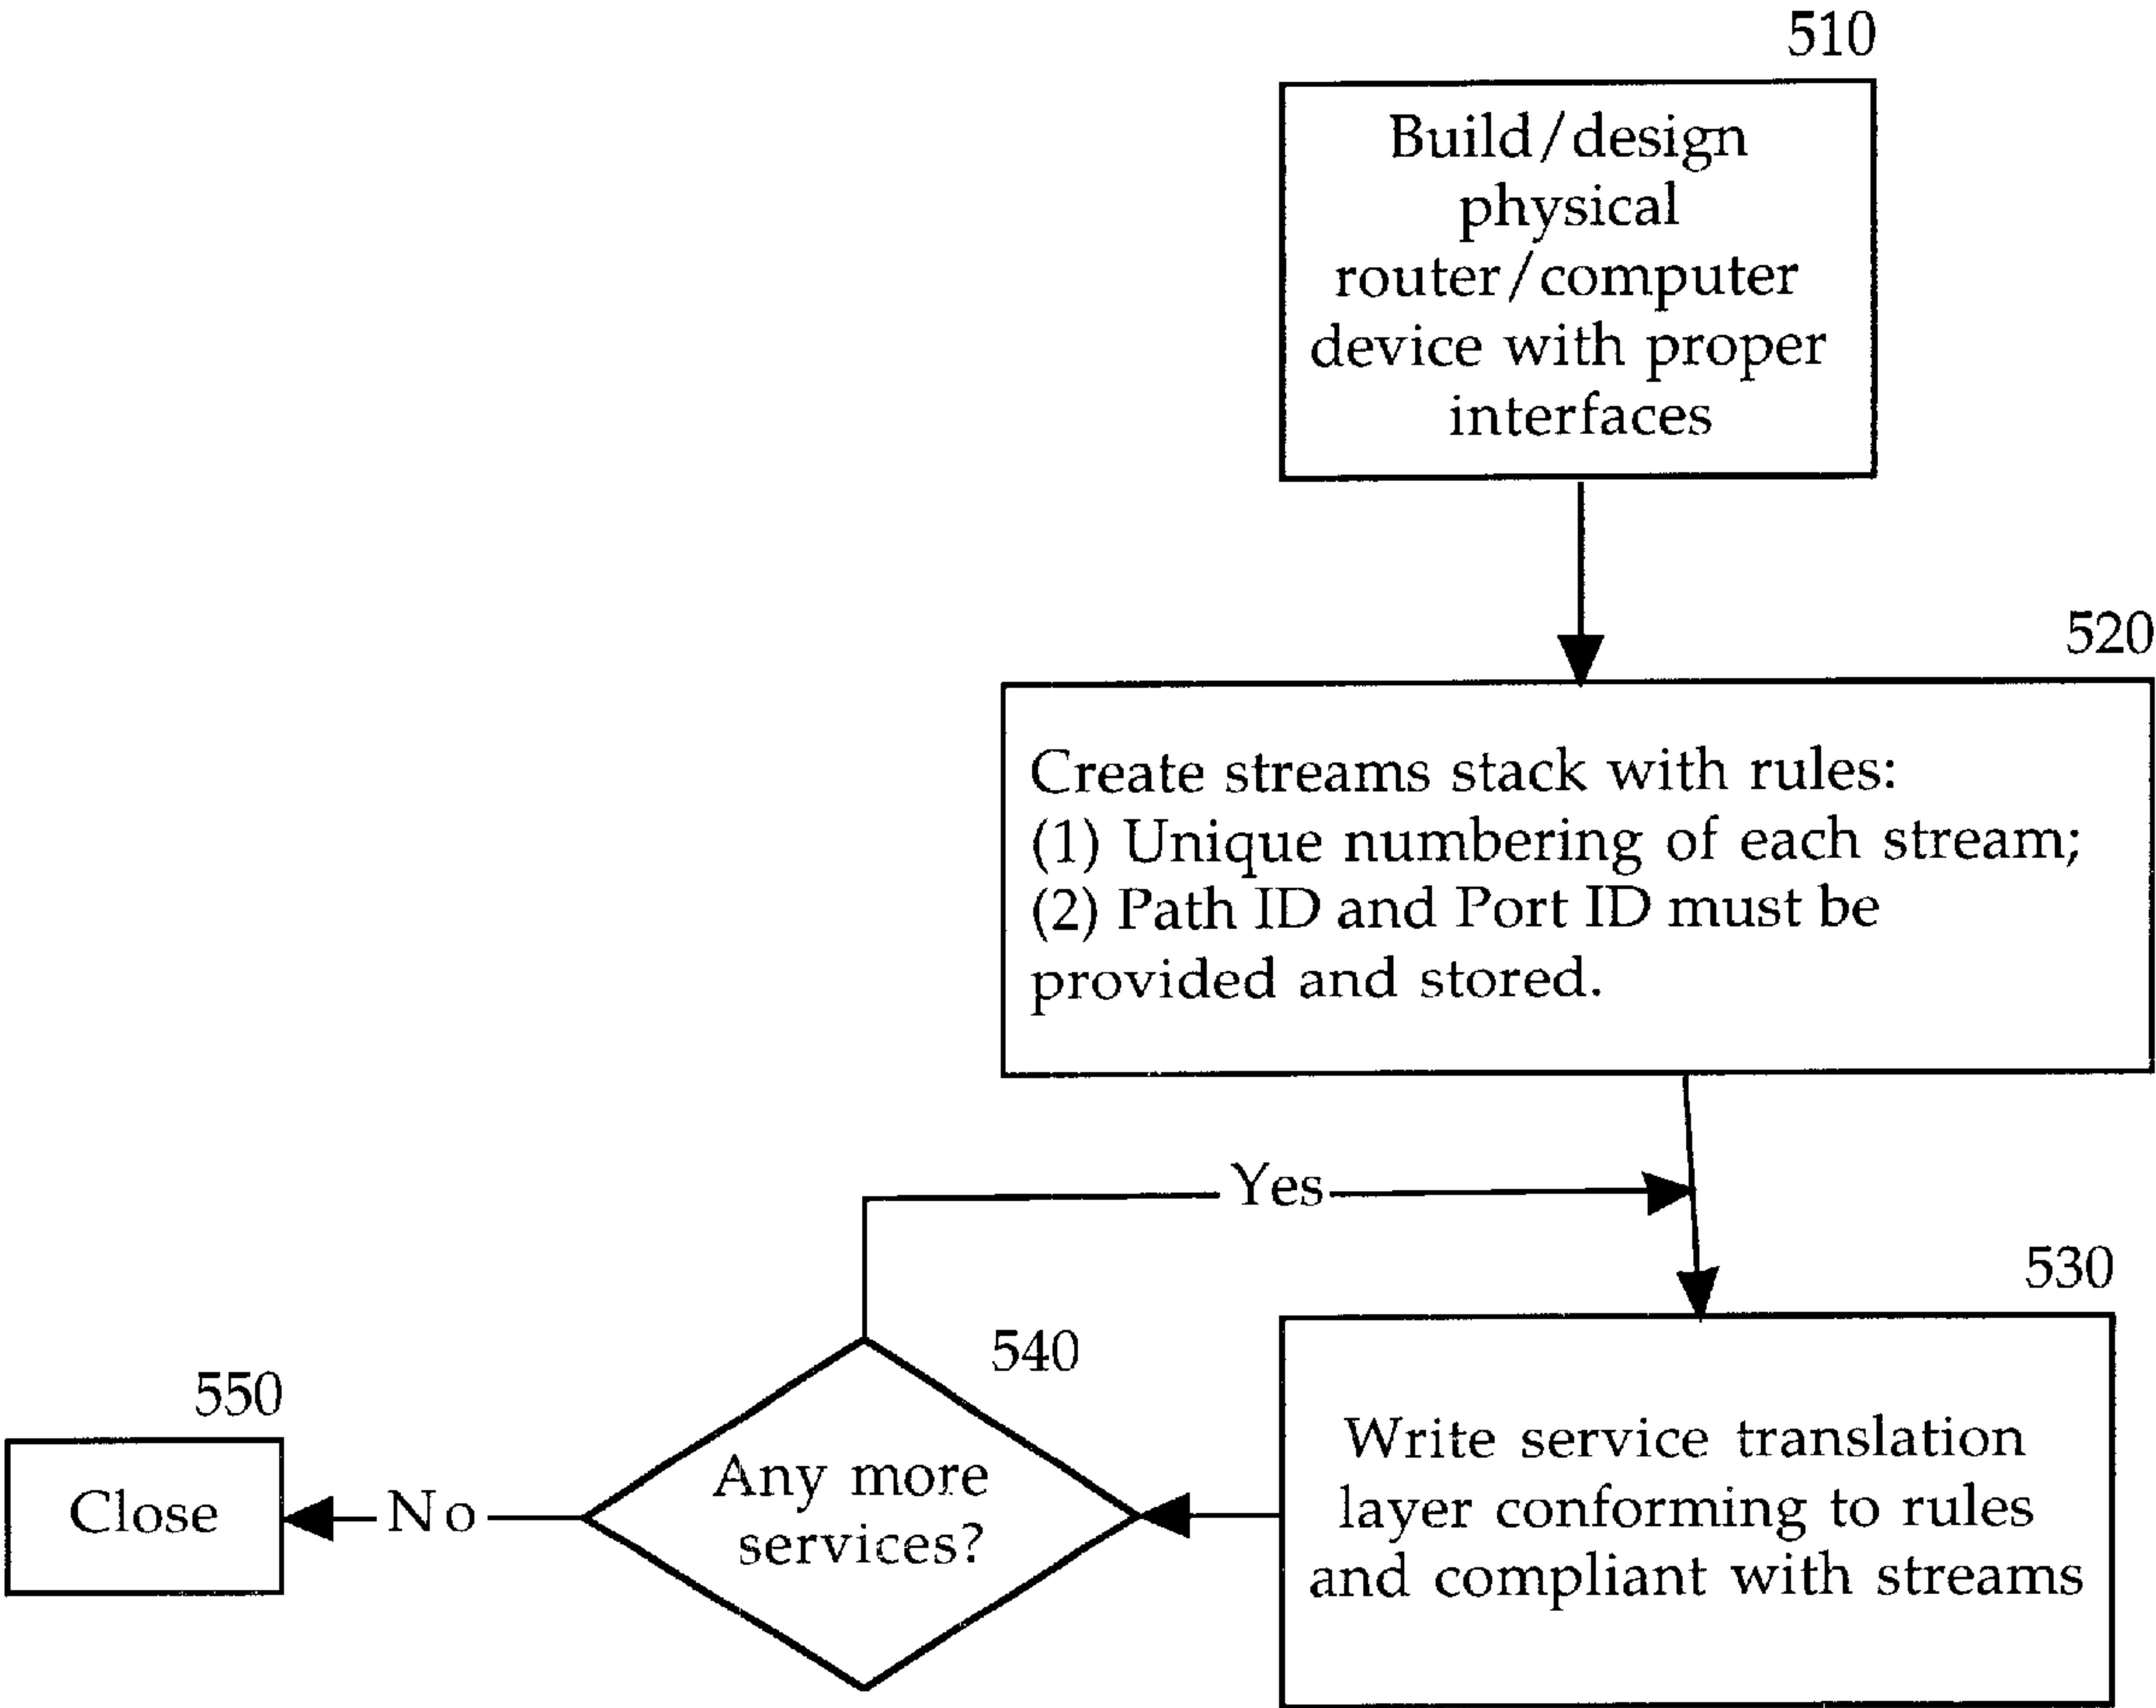 510
Build/design
physical
router/computer
device with proper
interfaces
520
Create streams stack with rules:
(1) Unique numbering of each stream;
(2) Path ID and Port ID must be
provided and stored.
Yes
530
Write service translation
layer conforming to rules
and compliant with streams
540
Any more
services?
No
550
Close